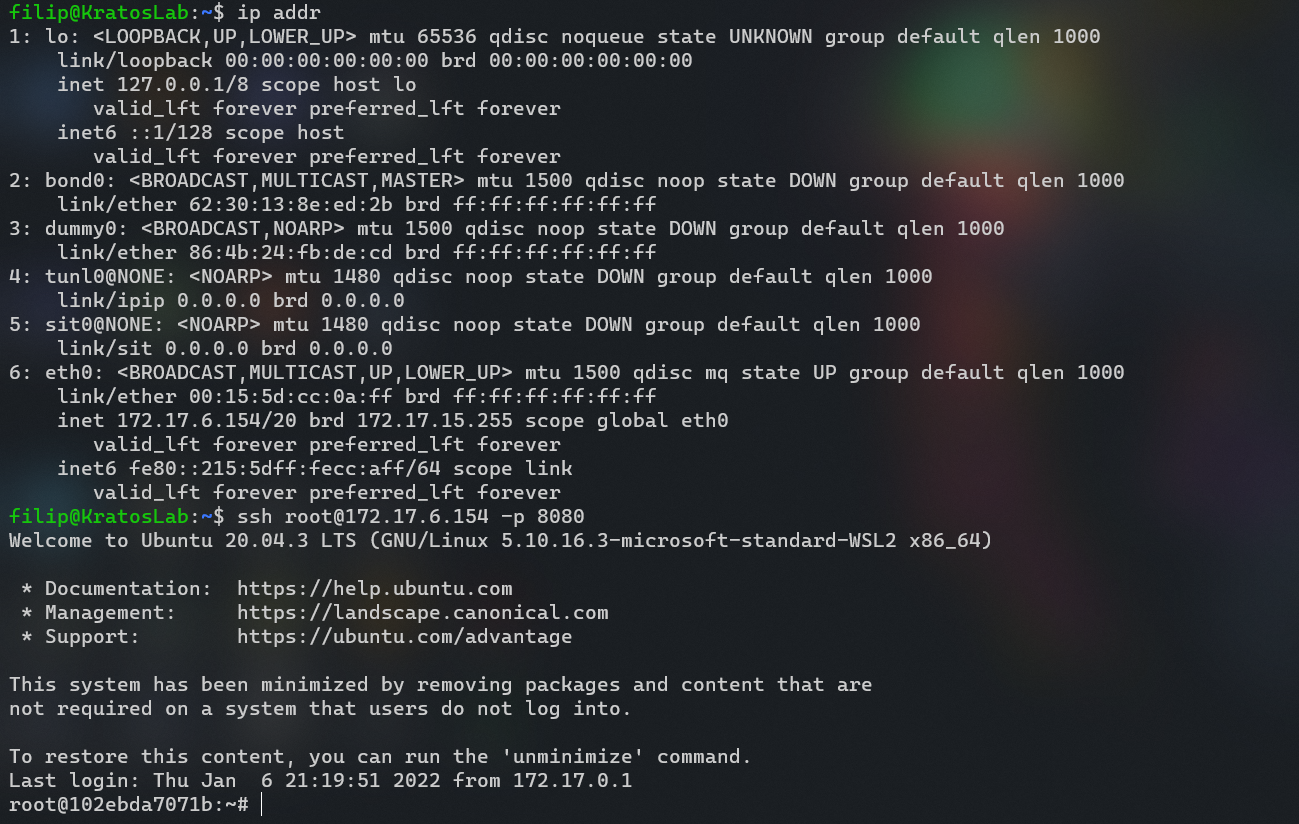 filip@KratosLab:~$ ip addr
1: lo: <LOOPBACK,UP,LOWER_UP> mtu 65536 qdisc noqueue state UNKNOWN group default qlen 1000
    link/loopback 00:00:00:00:00:00 brd 00:00:00:00:00:00
    inet 127.0.0.1/8 scope host lo
       valid_lft forever preferred_lft forever
    inet6 ::1/128 scope host
       valid_lft forever preferred_lft forever
2: bond0: <BROADCAST,MULTICAST,MASTER> mtu 1500 qdisc noop state DOWN group default qlen 1000
    link/ether 62:30:13:8e:ed:2b brd ff:ff:ff:ff:ff:ff
3: dummy0: <BROADCAST,NOARP> mtu 1500 qdisc noop state DOWN group default qlen 1000
    link/ether 86:4b:24:fb:de:cd brd ff:ff:ff:ff:ff:ff
4: tunl0@NONE: <NOARP> mtu 1480 qdisc noop state DOWN group default qlen 1000
    link/ipip 0.0.0.0 brd 0.0.0.0
5: sit0@NONE: <NOARP> mtu 1480 qdisc noop state DOWN group default qlen 1000
    link/sit 0.0.0.0 brd 0.0.0.0
6: eth0: <BROADCAST,MULTICAST,UP,LOWER_UP> mtu 1500 qdisc mq state UP group default qlen 1000
    link/ether 00:15:5d:cc:0a:ff brd ff:ff:ff:ff:ff:ff
    inet 172.17.6.154/20 brd 172.17.15.255 scope global eth0
       valid_lft forever preferred_lft forever
    inet6 fe80::215:5dff:fecc:aff/64 scope link
       valid_lft forever preferred_lft forever
filip@KratosLab:~$ ssh root@172.17.6.154 -p 8080
Welcome to Ubuntu 20.04.3 LTS (GNU/Linux 5.10.16.3-microsoft-standard-WSL2 x86_64)

 * Documentation:  https://help.ubuntu.com
 * Management:     https://landscape.canonical.com
 * Support:        https://ubuntu.com/advantage

This system has been minimized by removing packages and content that are
not required on a system that users do not log into.

To restore this content, you can run the 'unminimize' command.
Last login: Thu Jan  6 21:19:51 2022 from 172.17.0.1
root@102ebda7071b:~#